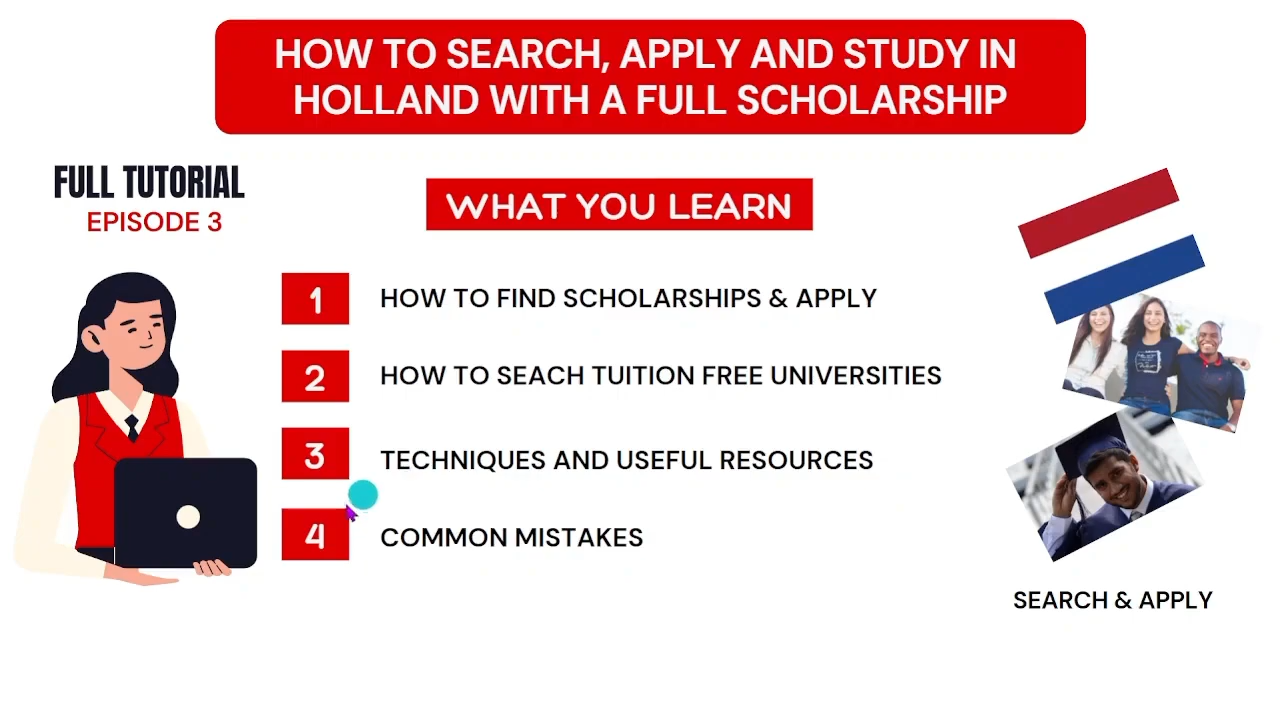 HOW TO SEARCH, APPLY AND STUDY IN
HOLLAND WITH A FULL SCHOLARSHIP
FULL TUTORIAL
EPISODE 3
WHAT YOU LEARN
1 HOW TO FIND SCHOLARSHIPS & APPLY
2 HOW TO SEACH TUITION FREE UNIVERSITIES
3 TECHNIQUES AND USEFUL RESOURCES
4 COMMON MISTAKES
SEARCH & APPLY